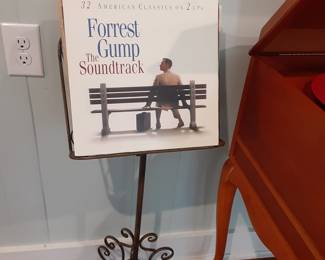 32 AMERICAN CLASSICS ON 2 LPs
Forrest
Gump
The
Soundtrack